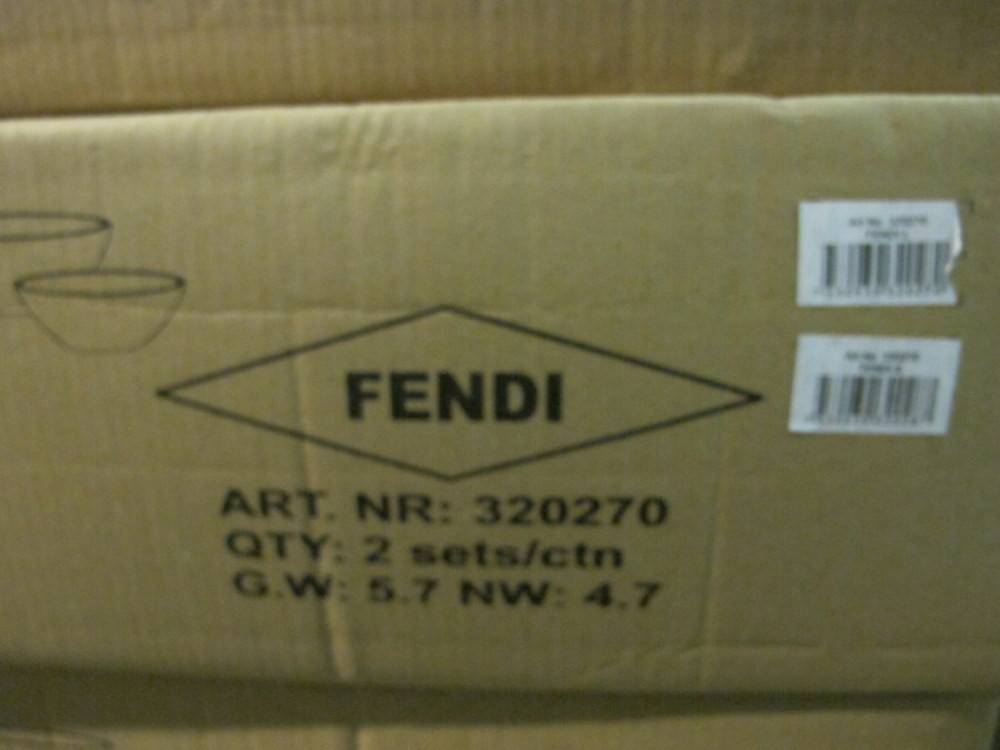 FENDI
ART. NR: 320270
QTY: 2 sets/ctn
G.W: 5.7 NW: 4.7